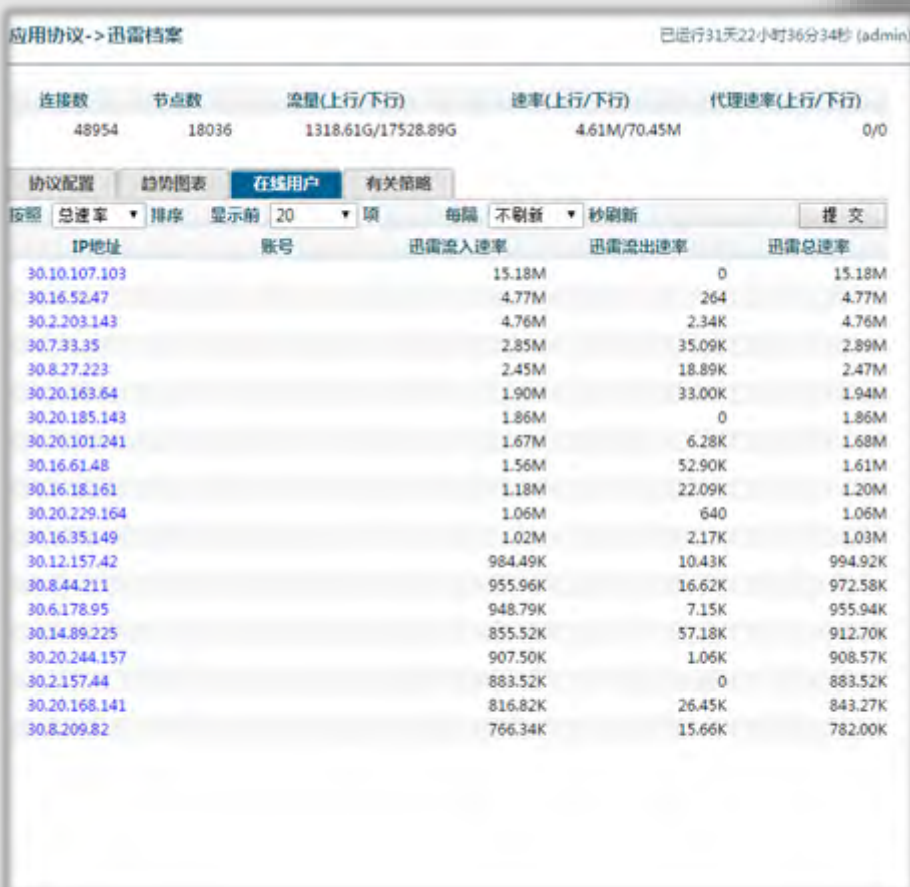 应用协议->迅雷档案 已运行31天22小时36分34秒 (admin)
连接数 节点数 流量(上行/下行) 速率(上行/下行) 代理速率(上行/下行)
48954 18036 1318.61G/17528.89G 4.61M/70.45M 0/0
协议配置 趋势图表 在线用户 有关策略
按照 总速率 排序 显示前 20 项 每隔 不刷新 秒刷新 提 交
IP地址 账号 迅雷流入速率 迅雷流出速率 迅雷总速率
30.10.107.103 15.18M 0 15.18M
30.16.52.47 4.77M 264 4.77M
30.2.203.143 4.76M 2.34K 4.76M
30.7.33.35 2.85M 35.09K 2.89M
30.8.27.223 2.45M 18.89K 2.47M
30.20.163.64 1.90M 33.00K 1.94M
30.20.185.143 1.86M 0 1.86M
30.20.101.241 1.67M 6.28K 1.68M
30.16.61.48 1.56M 52.90K 1.61M
30.16.18.161 1.18M 22.09K 1.20M
30.20.229.164 1.06M 640 1.06M
30.16.35.149 1.02M 2.17K 1.03M
30.12.157.42 984.49K 10.43K 994.92K
30.8.44.211 955.96K 16.62K 972.58K
30.6.178.95 948.79K 7.15K 955.94K
30.14.89.225 855.52K 57.18K 912.70K
30.20.244.157 907.50K 1.06K 908.57K
30.2.157.44 883.52K 0 883.52K
30.20.168.141 816.82K 26.45K 843.27K
30.8.209.82 766.34K 15.66K 782.00K